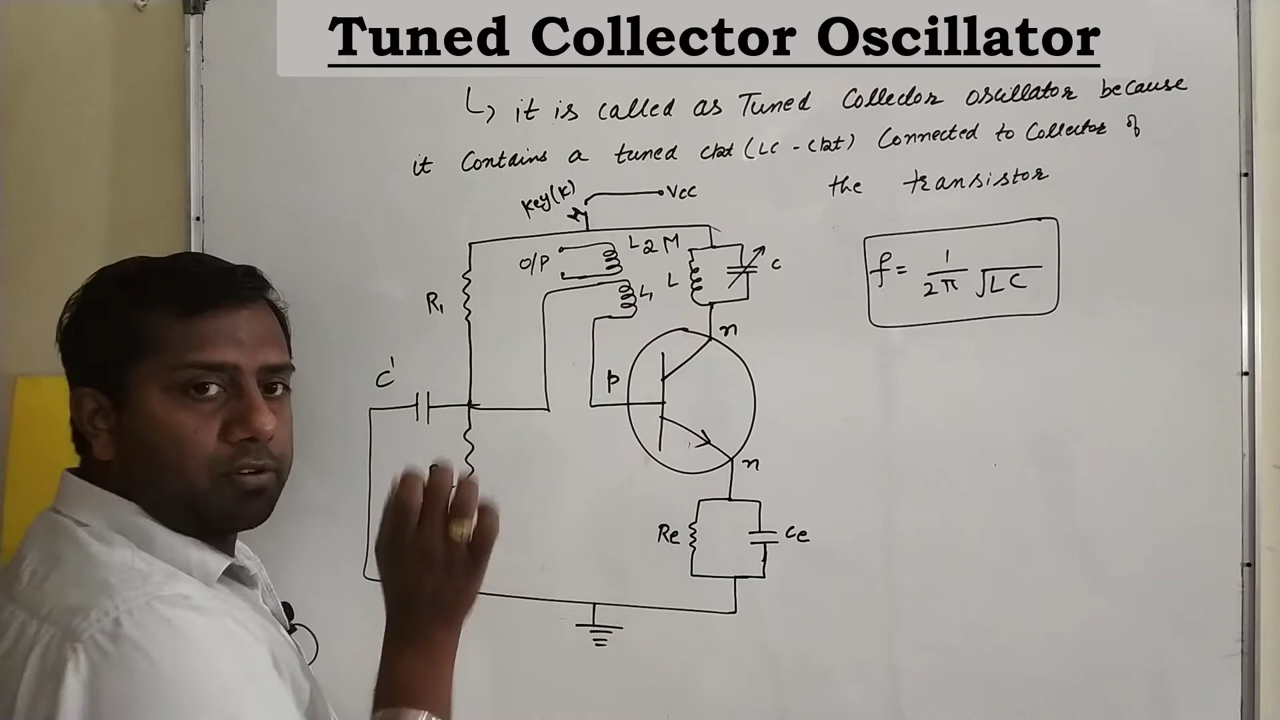 Tuned Collector Oscillator
↳ it is called as Tuned Collector oscillator because
it Contains a tuned ckt (LC - ckt) Connected to Collector of
the transistor
Key(K)
Vcc
O/P
L2 M
L
C
L1
R1
f = 1 / 2π √LC
n
C'
p
n
Re
Ce